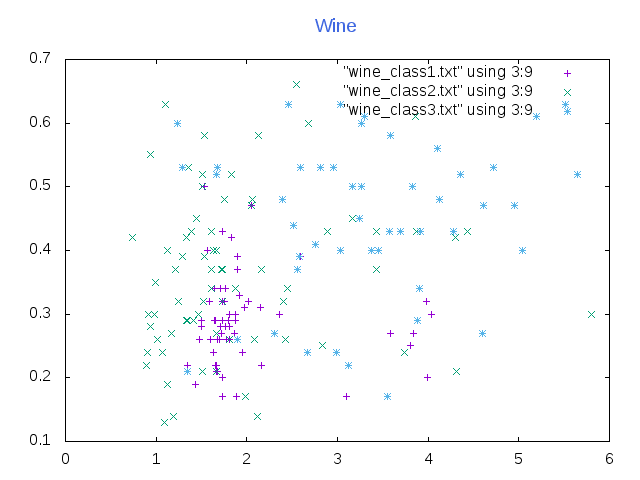 Wine
0.7
"wine_class1.txt" using 3:9
"wine_class2.txt" using 3:9
"wine_class3.txt" using 3:9
0.6
0.5
0.4
0.3
0.2
0.1
0 1 2 3 4 5 6